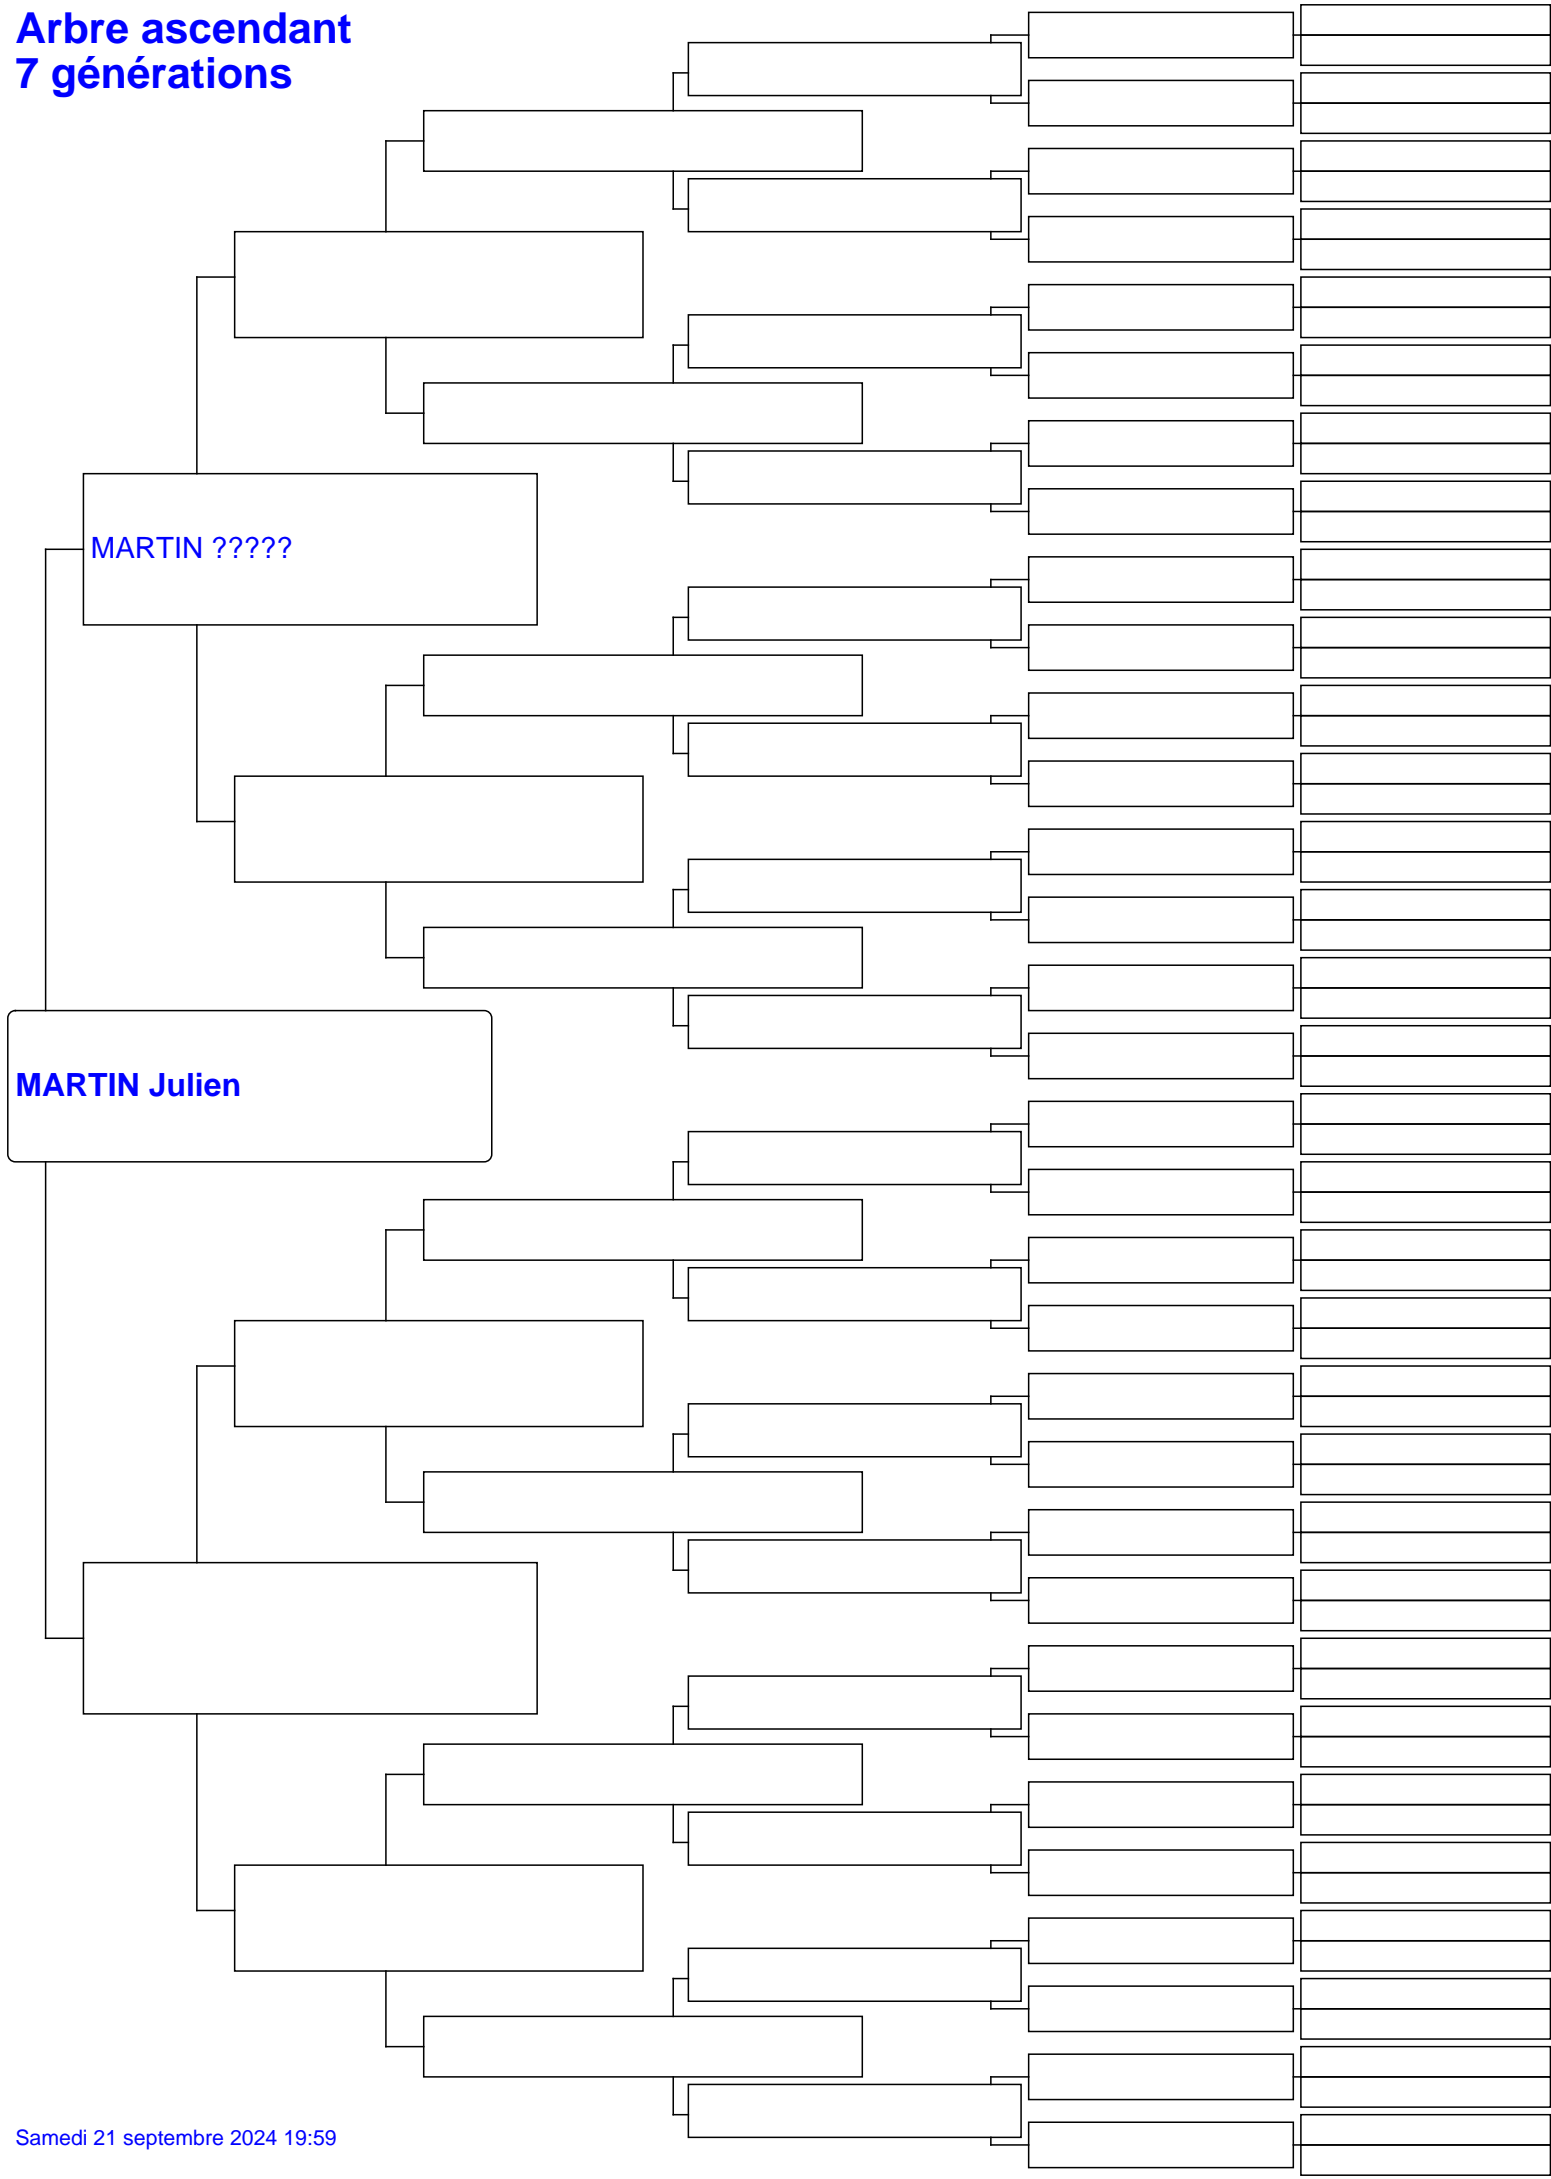 Arbre ascendant
7 générations
MARTIN ?????
MARTIN Julien
Samedi 21 septembre 2024 19:59